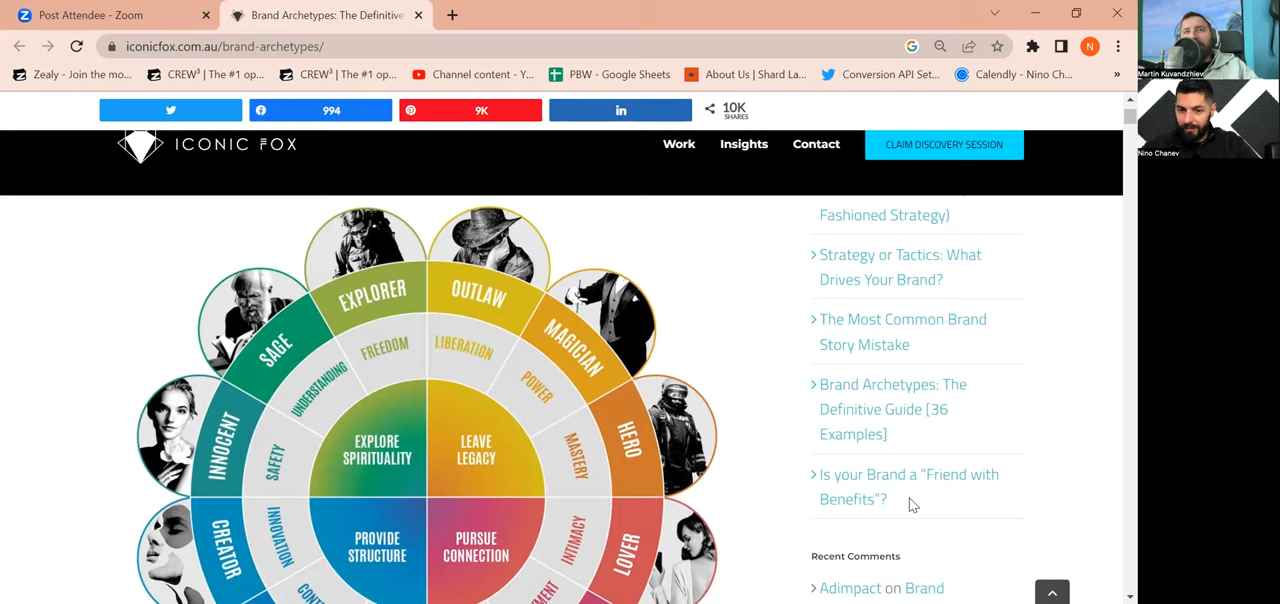 Post Attendee - Zoom
Brand Archetypes: The Definitive
iconicfox.com.au/brand-archetypes/
N
Zealy - Join the mo...
CREW³ | The #1 op...
CREW³ | The #1 op...
Channel content - Y...
PBW - Google Sheets
About Us | Shard La...
Conversion API Set...
Calendly - Nino Ch...
»
994
9K
10K
SHARES
ICONIC FOX
Work
Insights
Contact
CLAIM DISCOVERY SESSION
EXPLORER
OUTLAW
SAGE
MAGICIAN
FREEDOM
LIBERATION
UNDERSTANDING
POWER
INNOCENT
HERO
SAFETY
MASTERY
EXPLORE
SPIRITUALITY
LEAVE
LEGACY
CREATOR
LOVER
INNOVATION
INTIMACY
PROVIDE
STRUCTURE
PURSUE
CONNECTION
Fashioned Strategy)
Strategy or Tactics: What
Drives Your Brand?
The Most Common Brand
Story Mistake
Brand Archetypes: The
Definitive Guide [36
Examples]
Is your Brand a “Friend with
Benefits”?
Recent Comments
Adimpact on Brand
Martin Kuvandzhiev
Nino Chanev